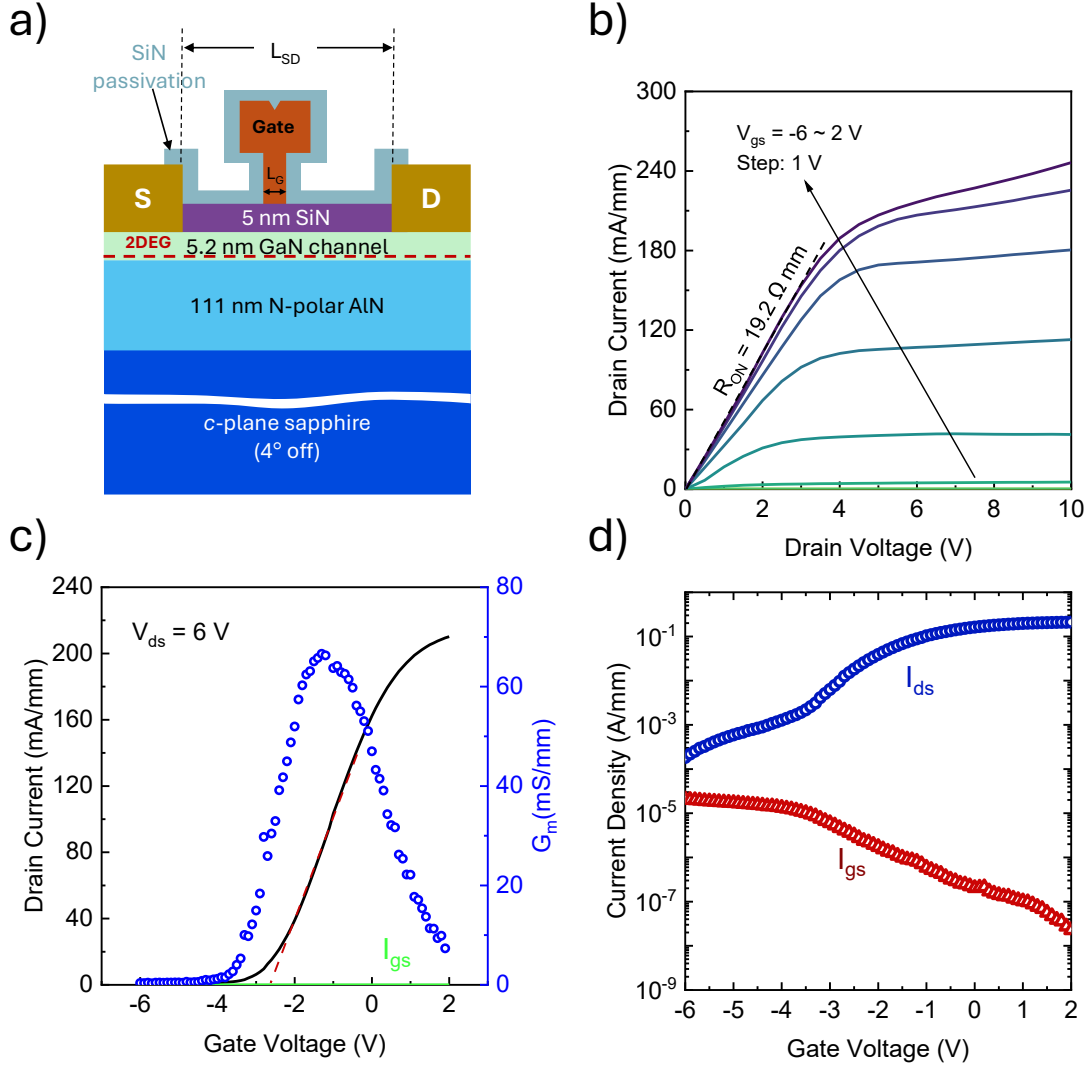 a)
SiN
passivation
L_SD
Gate
L_G
S
D
5 nm SiN
2DEG
5.2 nm GaN channel
111 nm N-polar AlN
c-plane sapphire
(4° off)
b)
Drain Current (mA/mm)
300
240
180
120
60
0
V_gs = -6 ~ 2 V
Step: 1 V
R_ON = 19.2 Ω mm
0 2 4 6 8 10
Drain Voltage (V)
c)
Drain Current (mA/mm)
240
200
160
120
80
40
0
V_ds = 6 V
I_gs
80
60
40
20
0
G_m(mS/mm)
-6 -4 -2 0 2
Gate Voltage (V)
d)
Current Density (A/mm)
10^-1
10^-3
10^-5
10^-7
10^-9
I_ds
I_gs
-6 -5 -4 -3 -2 -1 0 1 2
Gate Voltage (V)